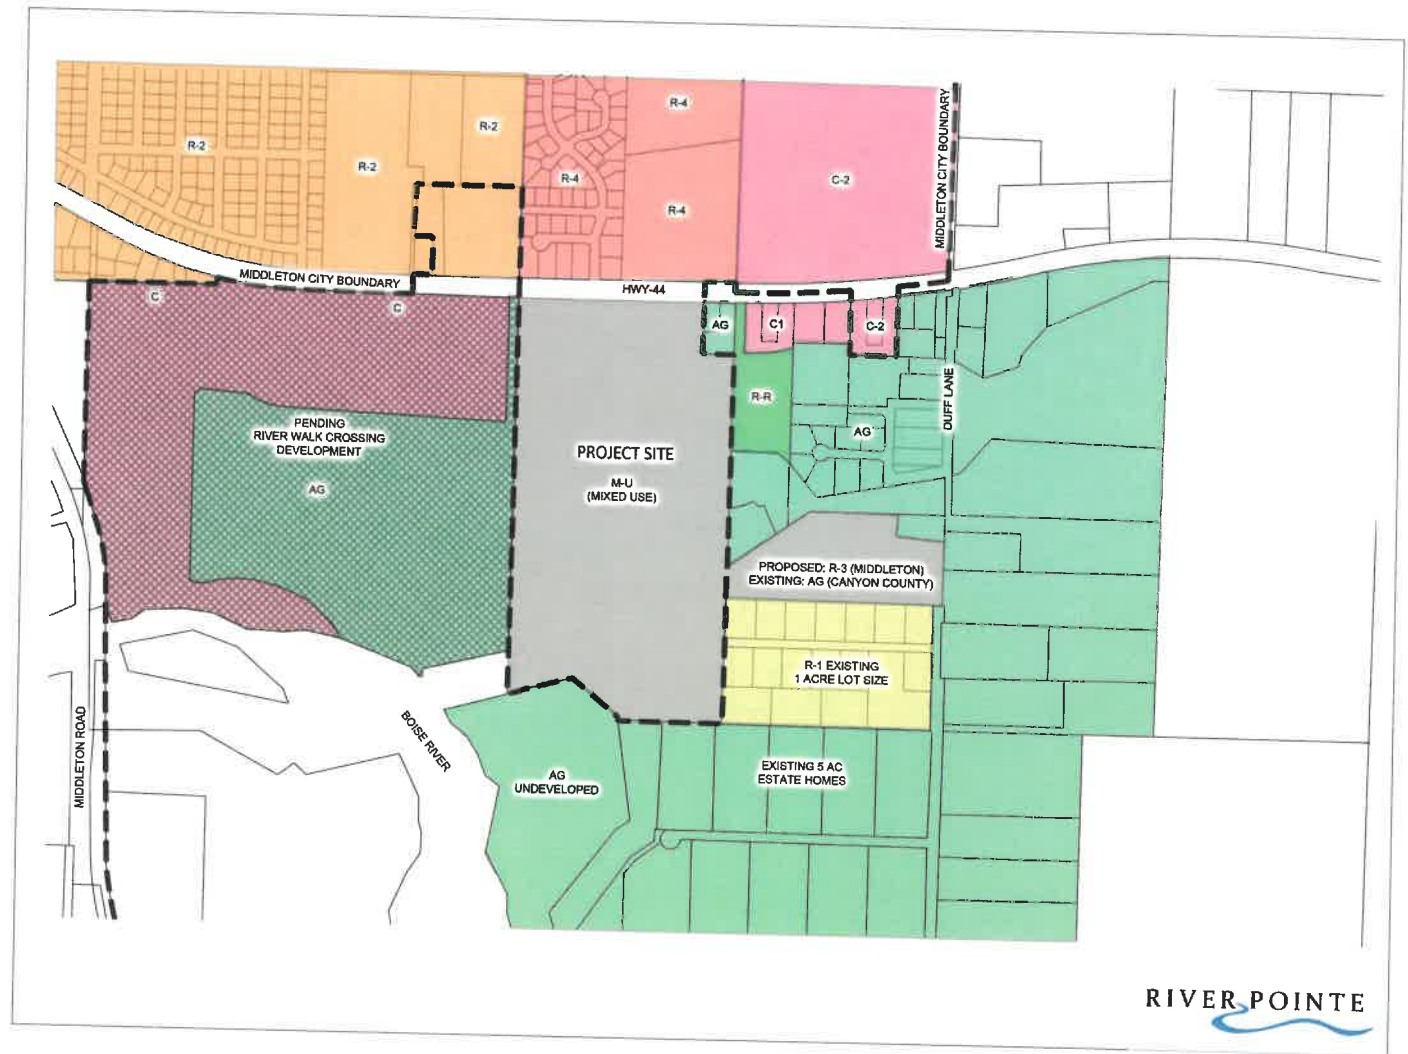 R-4
R-2
R-2
R-2
R-4
C-2
R-4
MIDDLETON CITY BOUNDARY
MIDDLETON CITY BOUNDARY
HWY-44
C
C
AG
C1
C-2
DUFF LANE
R-R
PENDING
RIVER WALK CROSSING
DEVELOPMENT
AG
PROJECT SITE
M-U
(MIXED USE)
AG
PROPOSED: R-3 (MIDDLETON)
EXISTING: AG (CANYON COUNTY)
R-1 EXISTING
1 ACRE LOT SIZE
MIDDLETON ROAD
BOISE RIVER
AG
UNDEVELOPED
EXISTING 5 AC
ESTATE HOMES
RIVER POINTE